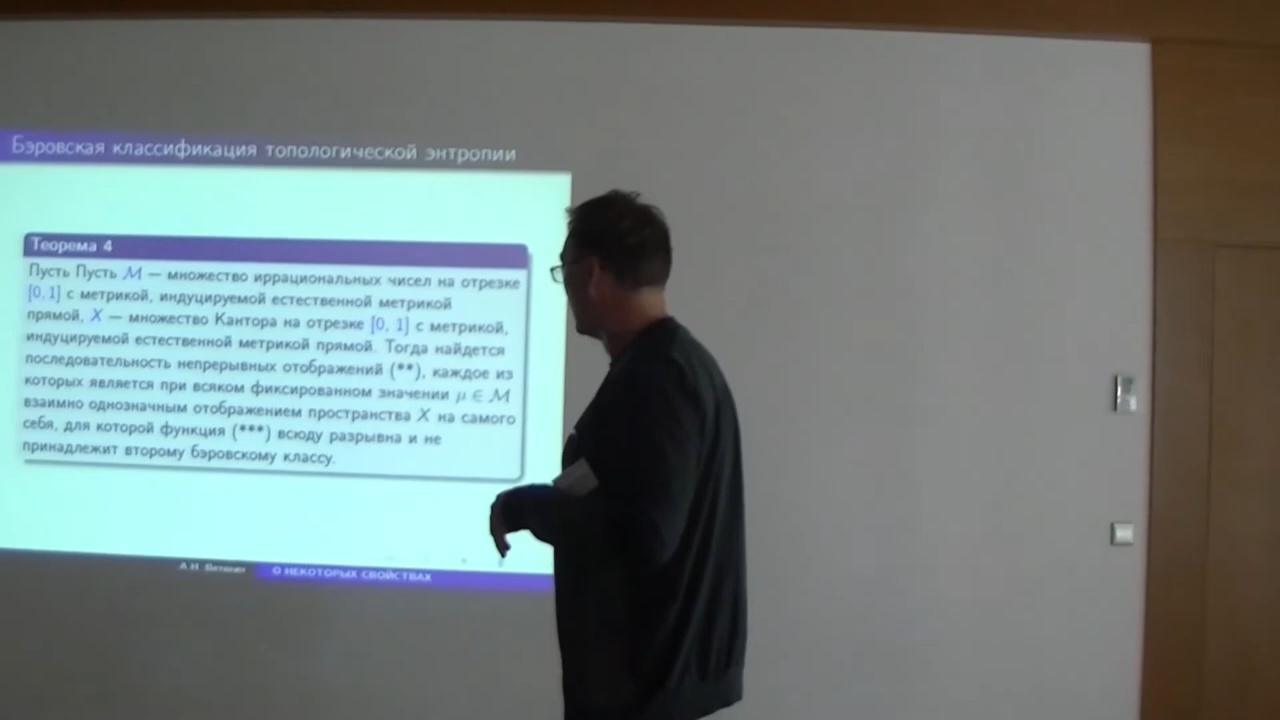 Бэровская классификация топологической энтропии
Теорема 4
Пусть Пусть ℳ — множество иррациональных чисел на отрезке
[0,1] с метрикой, индуцируемой естественной метрикой
прямой, X — множество Кантора на отрезке [0, 1] с метрикой,
индуцируемой естественной метрикой прямой. Тогда найдется
последовательность непрерывных отображений (**), каждое из
которых является при всяком фиксированном значении μ ∈ ℳ
взаимно однозначным отображением пространства X на самого
себя, для которой функция (***) всюду разрывна и не
принадлежит второму бэровскому классу.
А.Н.
О НЕКОТОРЫХ СВОЙСТВАХ